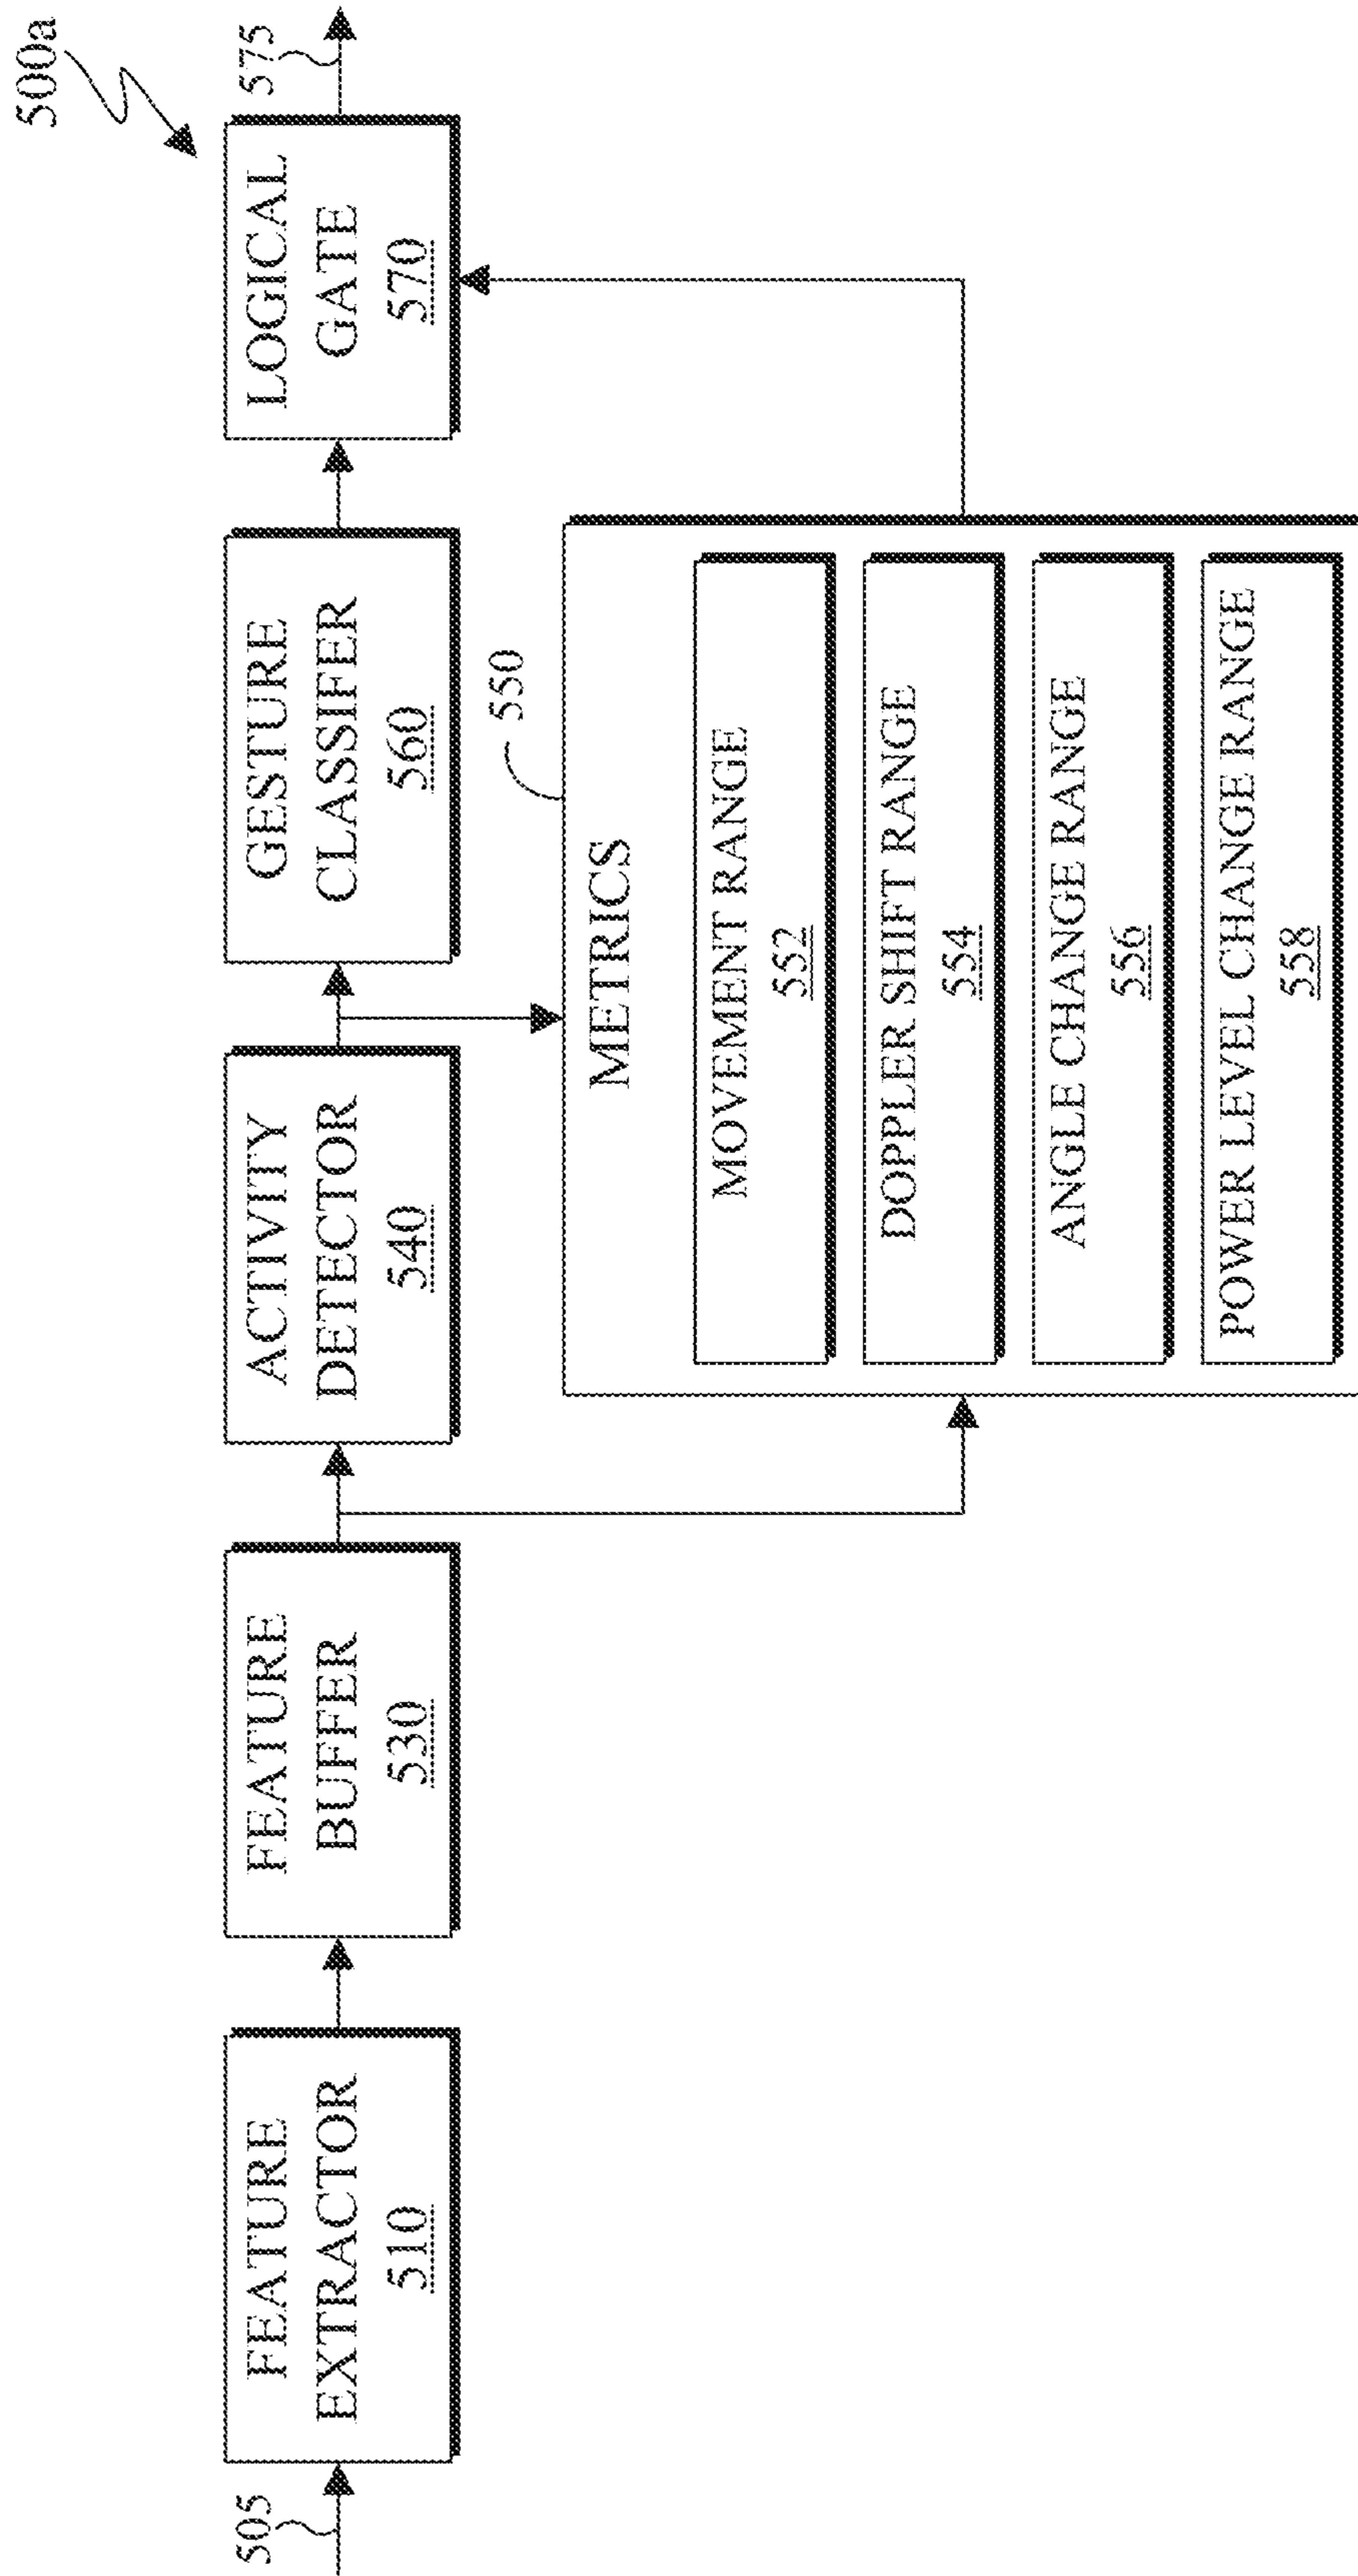 500a
505
FEATURE
EXTRACTOR
510
FEATURE
BUFFER
530
ACTIVITY
DETECTOR
540
GESTURE
CLASSIFER
560
LOGICAL
GATE
570
575
550
METRICS
MOVEMENT RANGE
552
DOPPLER SHIFT RANGE
554
ANGLE CHANGE RANGE
556
POWER LEVEL CHANGE RANGE
558